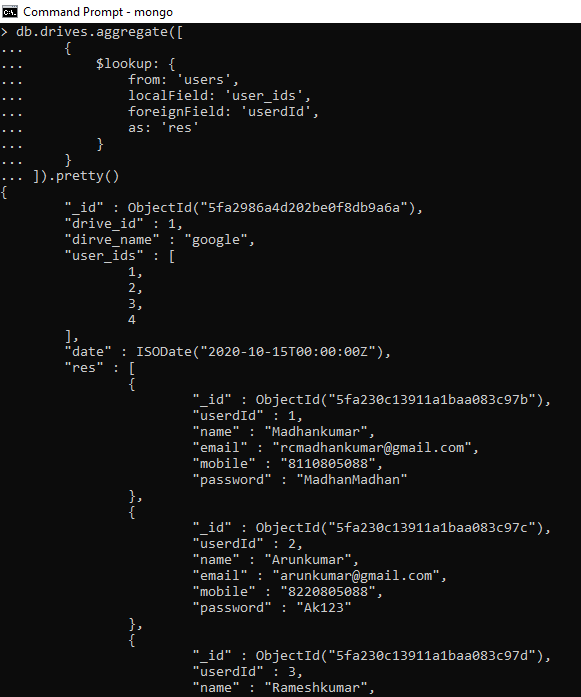 Command Prompt - mongo
> db.drives.aggregate([
...     {
...         $lookup: {
...             from: 'users',
...             localField: 'user_ids',
...             foreignField: 'userdId',
...             as: 'res'
...         }
...     }
... ]).pretty()
{
        "_id" : ObjectId("5fa2986a4d202be0f8db9a6a"),
        "drive_id" : 1,
        "dirve_name" : "google",
        "user_ids" : [
                1,
                2,
                3,
                4
        ],
        "date" : ISODate("2020-10-15T00:00:00Z"),
        "res" : [
                {
                        "_id" : ObjectId("5fa230c13911a1baa083c97b"),
                        "userdId" : 1,
                        "name" : "Madhankumar",
                        "email" : "rcmadhankumar@gmail.com",
                        "mobile" : "8110805088",
                        "password" : "MadhanMadhan"
                },
                {
                        "_id" : ObjectId("5fa230c13911a1baa083c97c"),
                        "userdId" : 2,
                        "name" : "Arunkumar",
                        "email" : "arunkumar@gmail.com",
                        "mobile" : "8220805088",
                        "password" : "Ak123"
                },
                {
                        "_id" : ObjectId("5fa230c13911a1baa083c97d"),
                        "userdId" : 3,
                        "name" : "Rameshkumar",